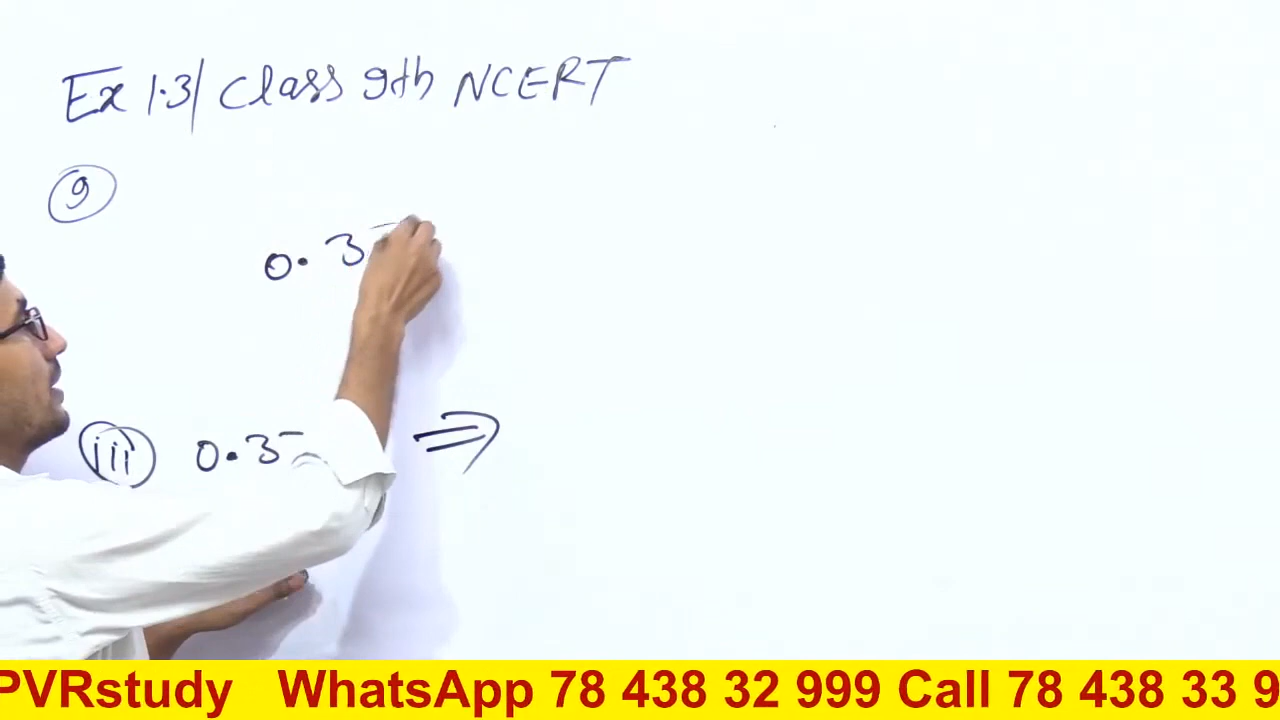 Ex 1.3| Class 9th NCERT
9
0.3
iii 0.3 ⇒
PVRstudy WhatsApp 78 438 32 999 Call 78 438 33 9